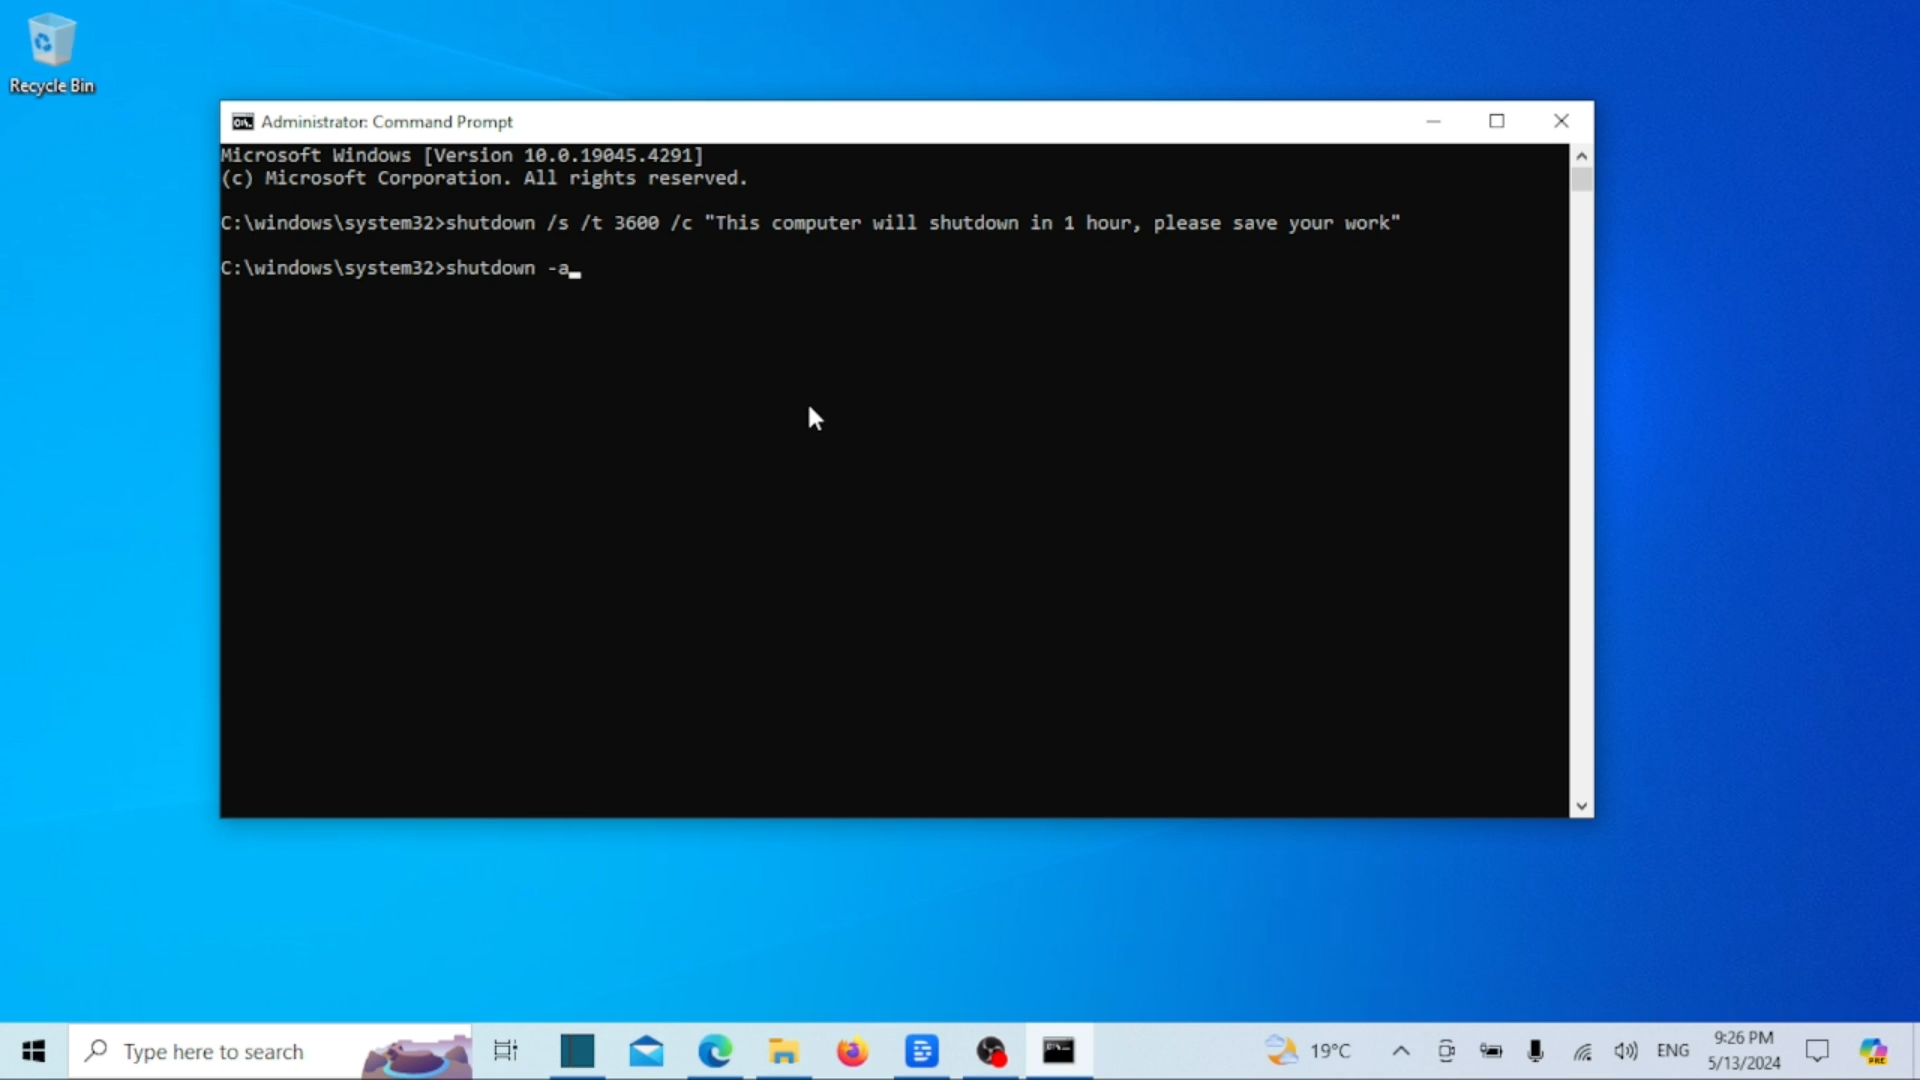 Recycle Bin
Administrator: Command Prompt
Microsoft Windows [Version 10.0.19045.4291]
(c) Microsoft Corporation. All rights reserved.
C:\windows\system32>shutdown /s /t 3600 /c "This computer will shutdown in 1 hour, please save your work"
C:\windows\system32>shutdown -a_
Type here to search
19°C
ENG
9:26 PM
5/13/2024
PRE